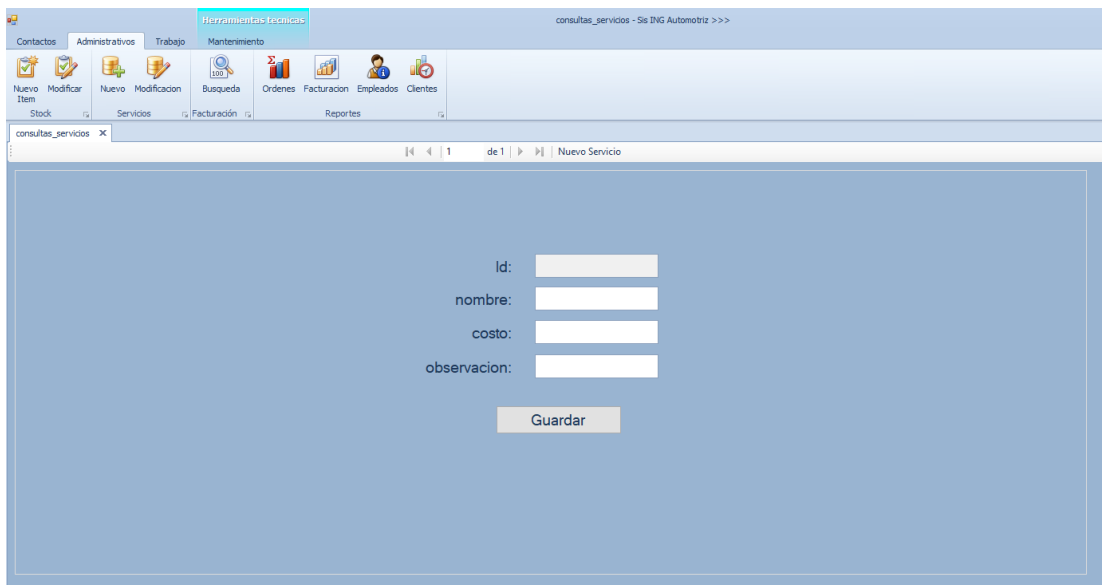 Herramientas tecnicas
consultas_servicios - Sis ING Automotriz >>>
Contactos Administrativos Trabajo Mantenimiento
100 Σ
Nuevo Item Modificar Nuevo Modificacion Busqueda Ordenes Facturacion Empleados Clientes
Stock Servicios Facturación Reportes
consultas_servicios X
1 de 1 Nuevo Servicio
Id:
nombre:
costo:
observacion:
Guardar